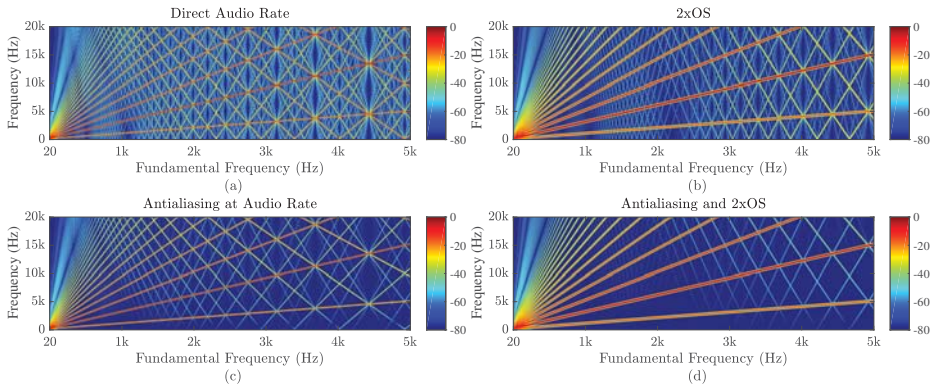 Direct Audio Rate
Frequency (Hz)
20k
15k
10k
5k
0
20 1k 2k 3k 4k 5k
Fundamental Frequency (Hz)
0
-20
-40
-60
-80
(a)
2xOS
Frequency (Hz)
20k
15k
10k
5k
0
20 1k 2k 3k 4k 5k
Fundamental Frequency (Hz)
0
-20
-40
-60
-80
(b)
Antialiasing at Audio Rate
Frequency (Hz)
20k
15k
10k
5k
0
20 1k 2k 3k 4k 5k
Fundamental Frequency (Hz)
0
-20
-40
-60
-80
(c)
Antialiasing and 2xOS
Frequency (Hz)
20k
15k
10k
5k
0
20 1k 2k 3k 4k 5k
Fundamental Frequency (Hz)
0
-20
-40
-60
-80
(d)